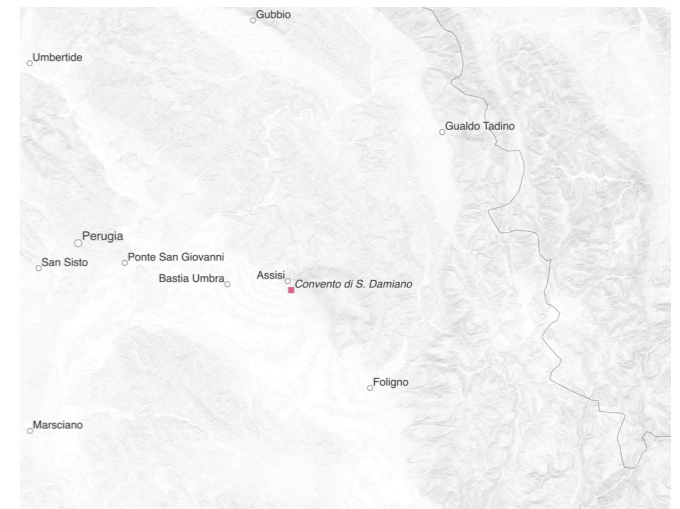 Gubbio
Umbertide
Gualdo Tadino
Perugia
Ponte San Giovanni
San Sisto
Assisi
Bastia Umbra
Convento di S. Damiano
Foligno
Marsciano